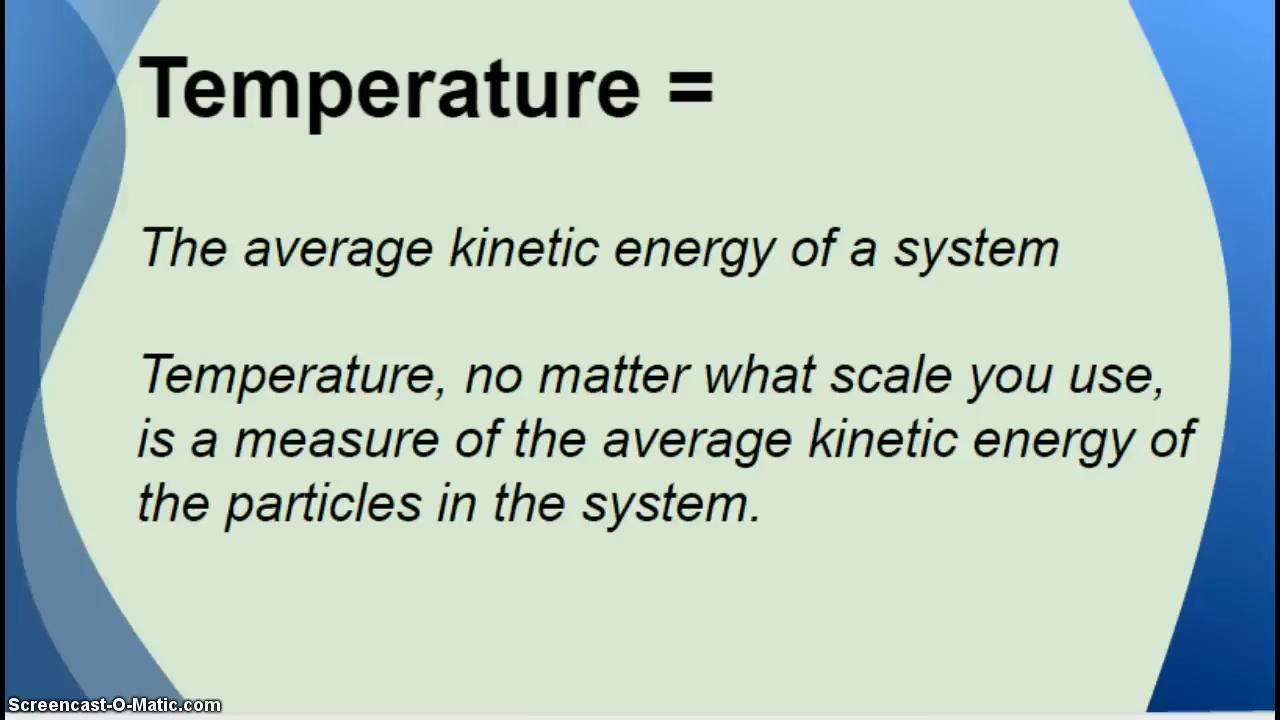 Temperature =
The average kinetic energy of a system
Temperature, no matter what scale you use,
is a measure of the average kinetic energy of
the particles in the system.
Screencast-O-Matic.com